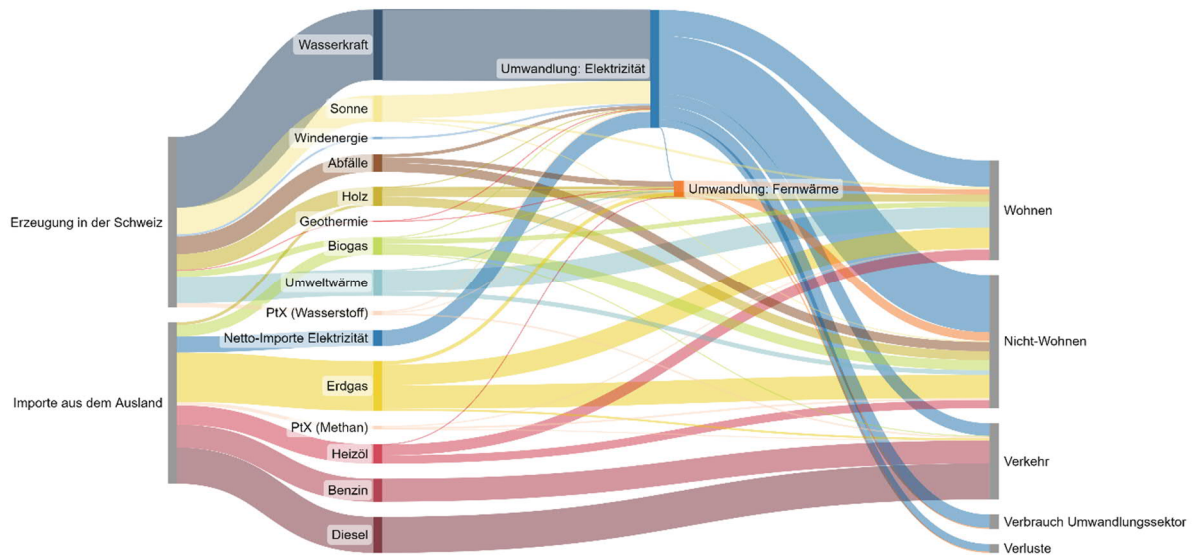 Erzeugung in der Schweiz
Importe aus dem Ausland
Wasserkraft
Sonne
Windenergie
Abfälle
Holz
Geothermie
Biogas
Umweltwärme
PtX (Wasserstoff)
Netto-Importe Elektrizität
Erdgas
PtX (Methan)
Heizöl
Benzin
Diesel
Umwandlung: Elektrizität
Umwandlung: Fernwärme
Wohnen
Nicht-Wohnen
Verkehr
Verbrauch Umwandlungssektor
Verluste